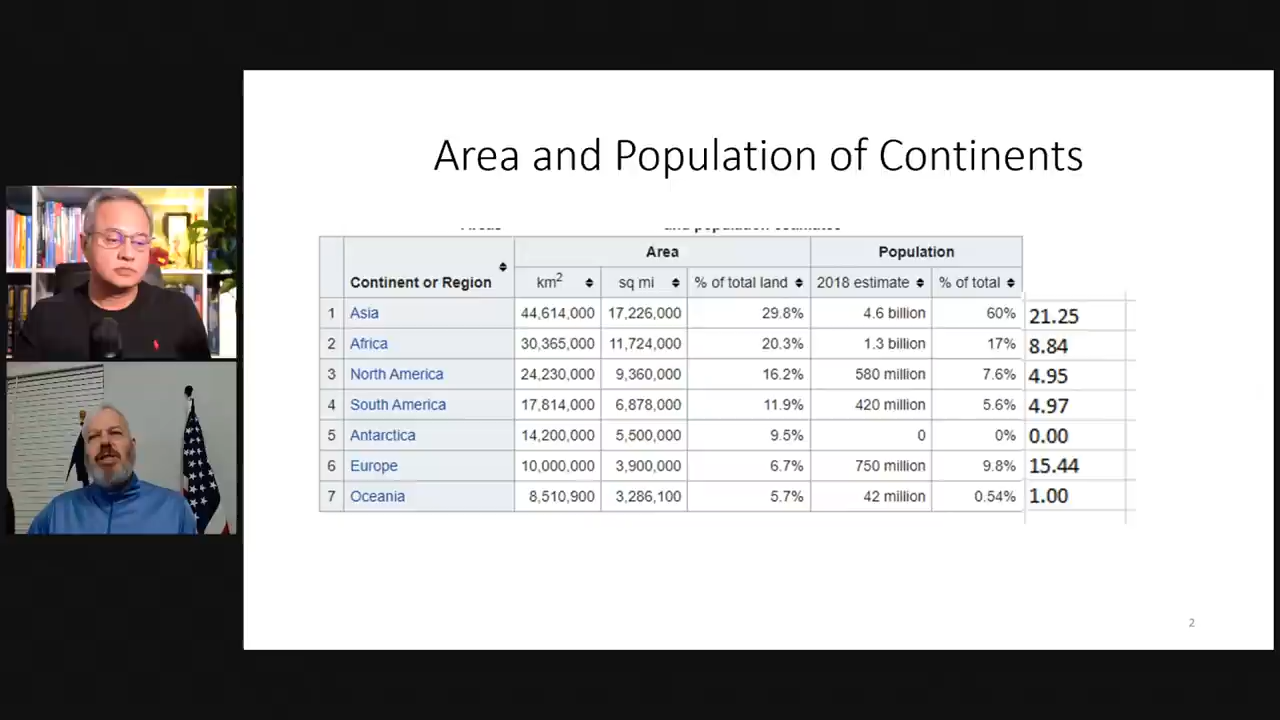 Area and Population of Continents
Areas and population estimates
Area Population
Continent or Region km2 sq mi % of total land 2018 estimate % of total
1 Asia 44,614,000 17,226,000 29.8% 4.6 billion 60% 21.25
2 Africa 30,365,000 11,724,000 20.3% 1.3 billion 17% 8.84
3 North America 24,230,000 9,360,000 16.2% 580 million 7.6% 4.95
4 South America 17,814,000 6,878,000 11.9% 420 million 5.6% 4.97
5 Antarctica 14,200,000 5,500,000 9.5% 0 0% 0.00
6 Europe 10,000,000 3,900,000 6.7% 750 million 9.8% 15.44
7 Oceania 8,510,900 3,286,100 5.7% 42 million 0.54% 1.00
2